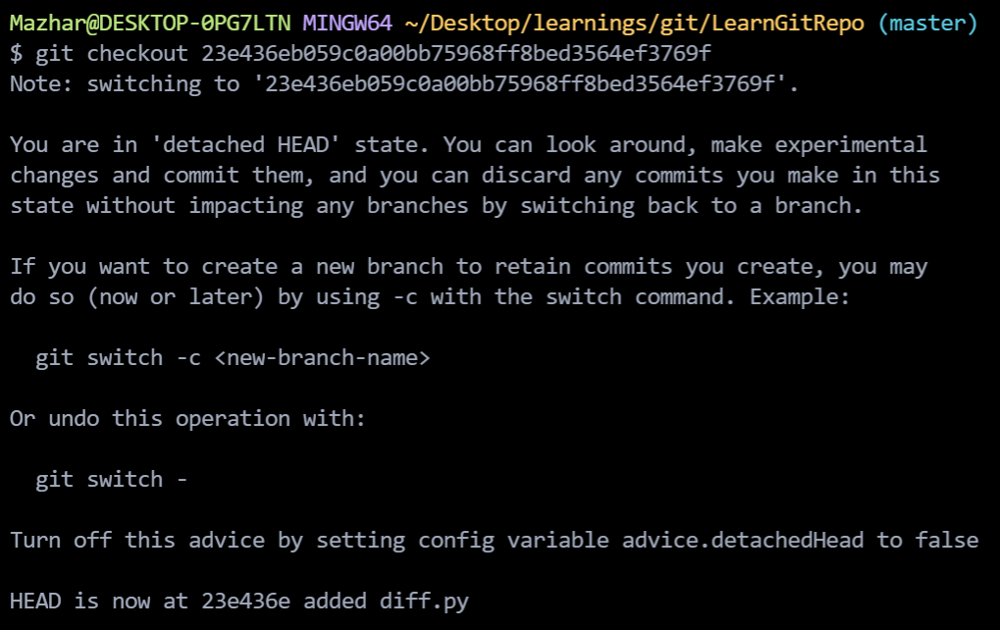 Mazhar@DESKTOP-0PG7LTN MINGW64 ~/Desktop/learnings/git/LearnGitRepo (master)
$ git checkout 23e436eb059c0a00bb75968ff8bed3564ef3769f
Note: switching to '23e436eb059c0a00bb75968ff8bed3564ef3769f'.

You are in 'detached HEAD' state. You can look around, make experimental
changes and commit them, and you can discard any commits you make in this
state without impacting any branches by switching back to a branch.

If you want to create a new branch to retain commits you create, you may
do so (now or later) by using -c with the switch command. Example:

  git switch -c <new-branch-name>

Or undo this operation with:

  git switch -

Turn off this advice by setting config variable advice.detachedHead to false

HEAD is now at 23e436e added diff.py